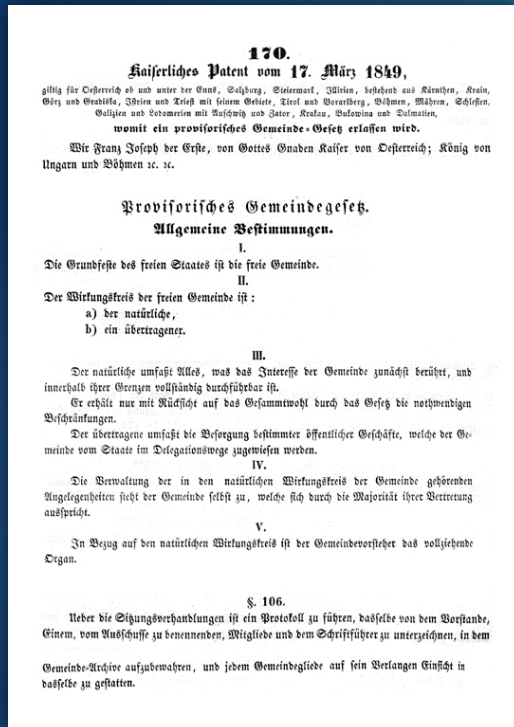 170.
Kaiserliches Patent vom 17. März 1849,
giltig für Oesterreich ob und unter der Enns, Salzburg, Steiermark, Illirien, bestehend aus Kärnthen, Krain,
Görz und Gradiska, Istrien und Triest mit seinem Gebiete, Tirol und Vorarlberg, Böhmen, Mähren, Schlesien,
Galizien und Lodomerien mit Auschwitz und Zator, Krakau, Bukowina und Dalmatien,
womit ein provisorisches Gemeinde-Gesetz erlassen wird.
Wir Franz Joseph der Erste, von Gottes Gnaden Kaiser von Oesterreich; König von
Ungarn und Böhmen ꝛc. ꝛc.
Provisorisches Gemeindegesetz.
Allgemeine Bestimmungen.
I.
Die Grundfeste des freien Staates ist die freie Gemeinde.
II.
Der Wirkungskreis der freien Gemeinde ist:
a) der natürliche,
b) ein übertragener.
III.
Der natürliche umfaßt Alles, was das Interesse der Gemeinde zunächst berührt, und
innerhalb ihrer Grenzen vollständig durchführbar ist.
Er erhält nur mit Rücksicht auf das Gesammtwohl durch das Gesetz die nothwendigen
Beschränkungen.
Der übertragene umfaßt die Besorgung bestimmter öffentlicher Geschäfte, welche der Ge-
meinde vom Staate im Delegationswege zugewiesen werden.
IV.
Die Verwaltung der in den natürlichen Wirkungskreis der Gemeinde gehörenden
Angelegenheiten steht der Gemeinde selbst zu, welche sich durch die Majorität ihrer Vertretung
ausspricht.
V.
In Bezug auf den natürlichen Wirkungskreis ist der Gemeindevorsteher das vollziehende
Organ.
§. 106.
Ueber die Sitzungsverhandlungen ist ein Protokoll zu führen, dasselbe von dem Vorstande,
Einem, vom Ausschusse zu benennenden, Mitgliede und dem Schriftführer zu unterzeichnen, in dem
Gemeinde-Archive aufzubewahren, und jedem Gemeindegliede auf sein Verlangen Einsicht in
dasselbe zu gestatten.